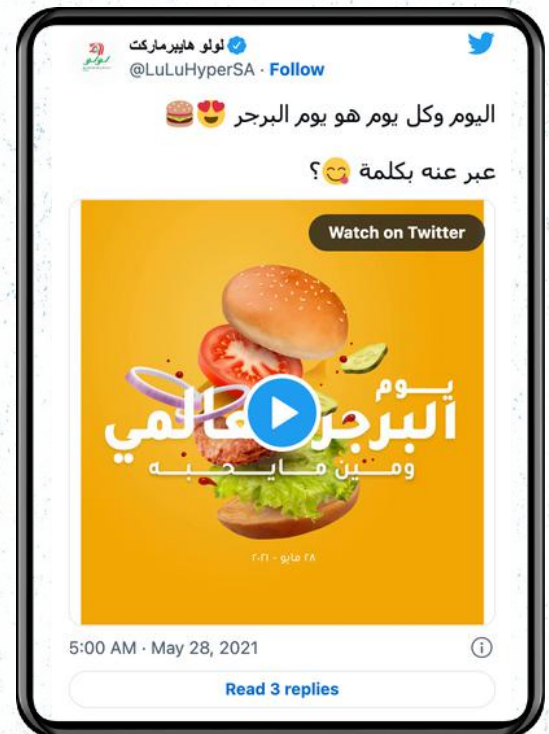 لولو هايبرماركت
@LuLuHyperSA · Follow
اليوم وكل يوم هو يوم البرجر 😍🍔
عبر عنه بكلمة 😋؟
Watch on Twitter
يوم
البرجر العالمي
ومين مايحبه
٢٨ مايو - ٢٠٢١
5:00 AM · May 28, 2021
Read 3 replies